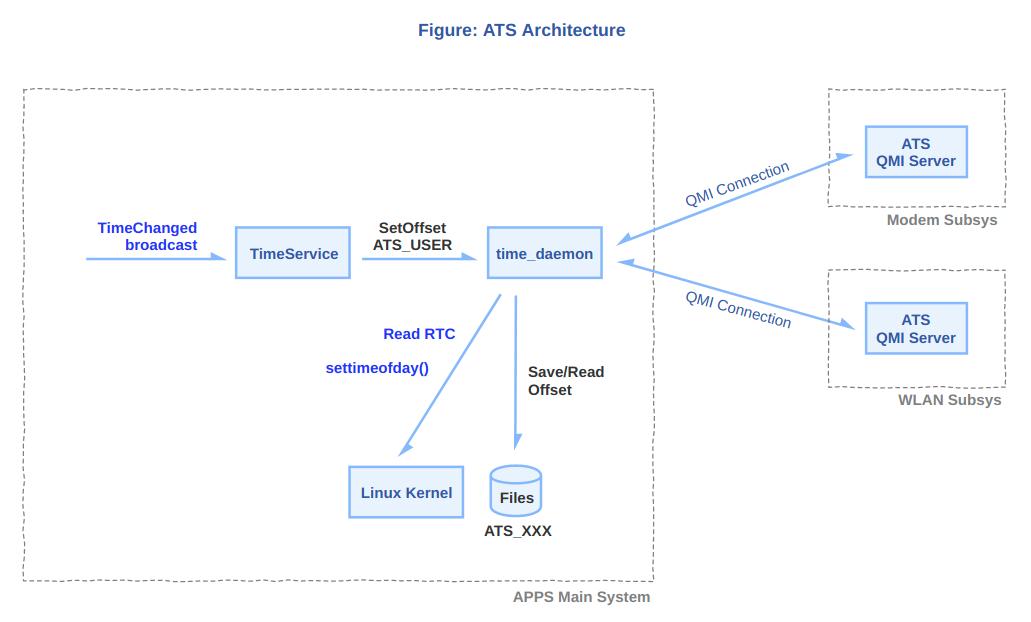 Figure: ATS Architecture
TimeChanged
broadcast
TimeService
SetOffset
ATS_USER
time_daemon
QMI Connection
ATS
QMI Server
Modem Subsys
QMI Connection
ATS
QMI Server
WLAN Subsys
Read RTC
settimeofday()
Save/Read
Offset
Linux Kernel
Files
ATS_XXX
APPS Main System